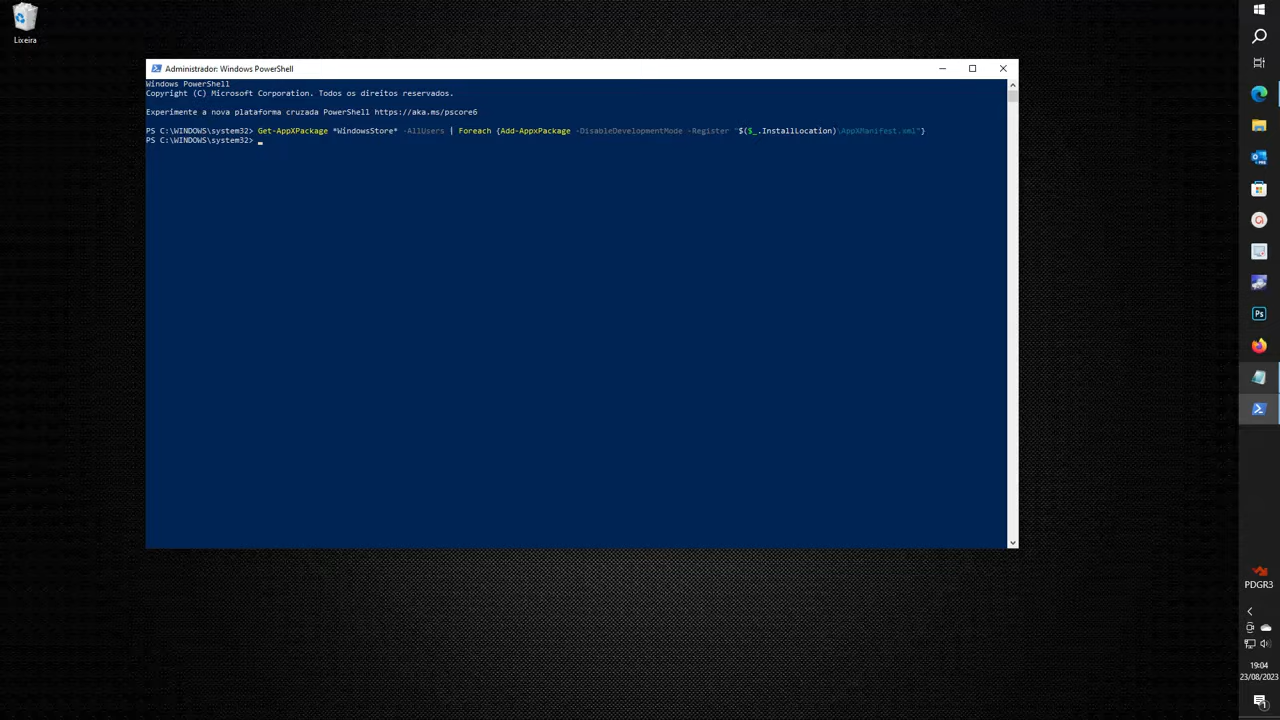 Lixeira
Administrador: Windows PowerShell
Windows PowerShell
Copyright (C) Microsoft Corporation. Todos os direitos reservados.
Experimente a nova plataforma cruzada PowerShell https://aka.ms/pscore6
PS C:\WINDOWS\system32> Get-AppXPackage *WindowsStore* -AllUsers | Foreach {Add-AppxPackage -DisableDevelopmentMode -Register "$($_.InstallLocation)\AppXManifest.xml"}
PS C:\WINDOWS\system32>
Ps
PDGR3
19:04
23/08/2023
1